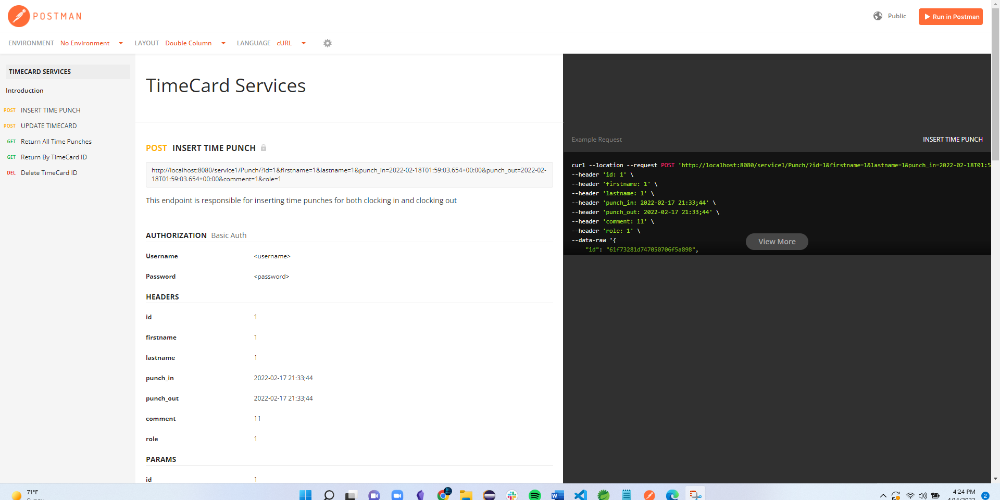 POSTMAN
Public
Run in Postman
ENVIRONMENT No Environment LAYOUT Double Column LANGUAGE cURL
TIMECARD SERVICES
Introduction
POST INSERT TIME PUNCH
POST UPDATE TIMECARD
GET Return All Time Punches
GET Return By TimeCard ID
DEL Delete TimeCard ID
TimeCard Services
POST INSERT TIME PUNCH
http://localhost:8080/service1/Punch/?id=1&firstname=1&lastname=1&punch_in=2022-02-18T01:59:03.654+00:00&punch_out=2022-02-
18T01:59:03.654+00:00&comment=1&role=1
This endpoint is responsible for inserting time punches for both clocking in and clocking out
AUTHORIZATION Basic Auth
Username <username>
Password <password>
HEADERS
id 1
firstname 1
lastname 1
punch_in 2022-02-17 21:33;44
punch_out 2022-02-17 21:33;44
comment 11
role 1
PARAMS
id 1
Example Request INSERT TIME PUNCH
curl --location --request POST 'http://localhost:8080/service1/Punch/?id=1&firstname=1&lastname=1&punch_in=2022-02-18T01:5
--header 'id: 1' \
--header 'firstname: 1' \
--header 'lastname: 1' \
--header 'punch_in: 2022-02-17 21:33;44' \
--header 'punch_out: 2022-02-17 21:33;44' \
--header 'comment: 11' \
--header 'role: 1' \
--data-raw '{
"id": "61f73281d747050706f5a898",
View More
71°F
Sunny
4:24 PM
4/14/2022
2